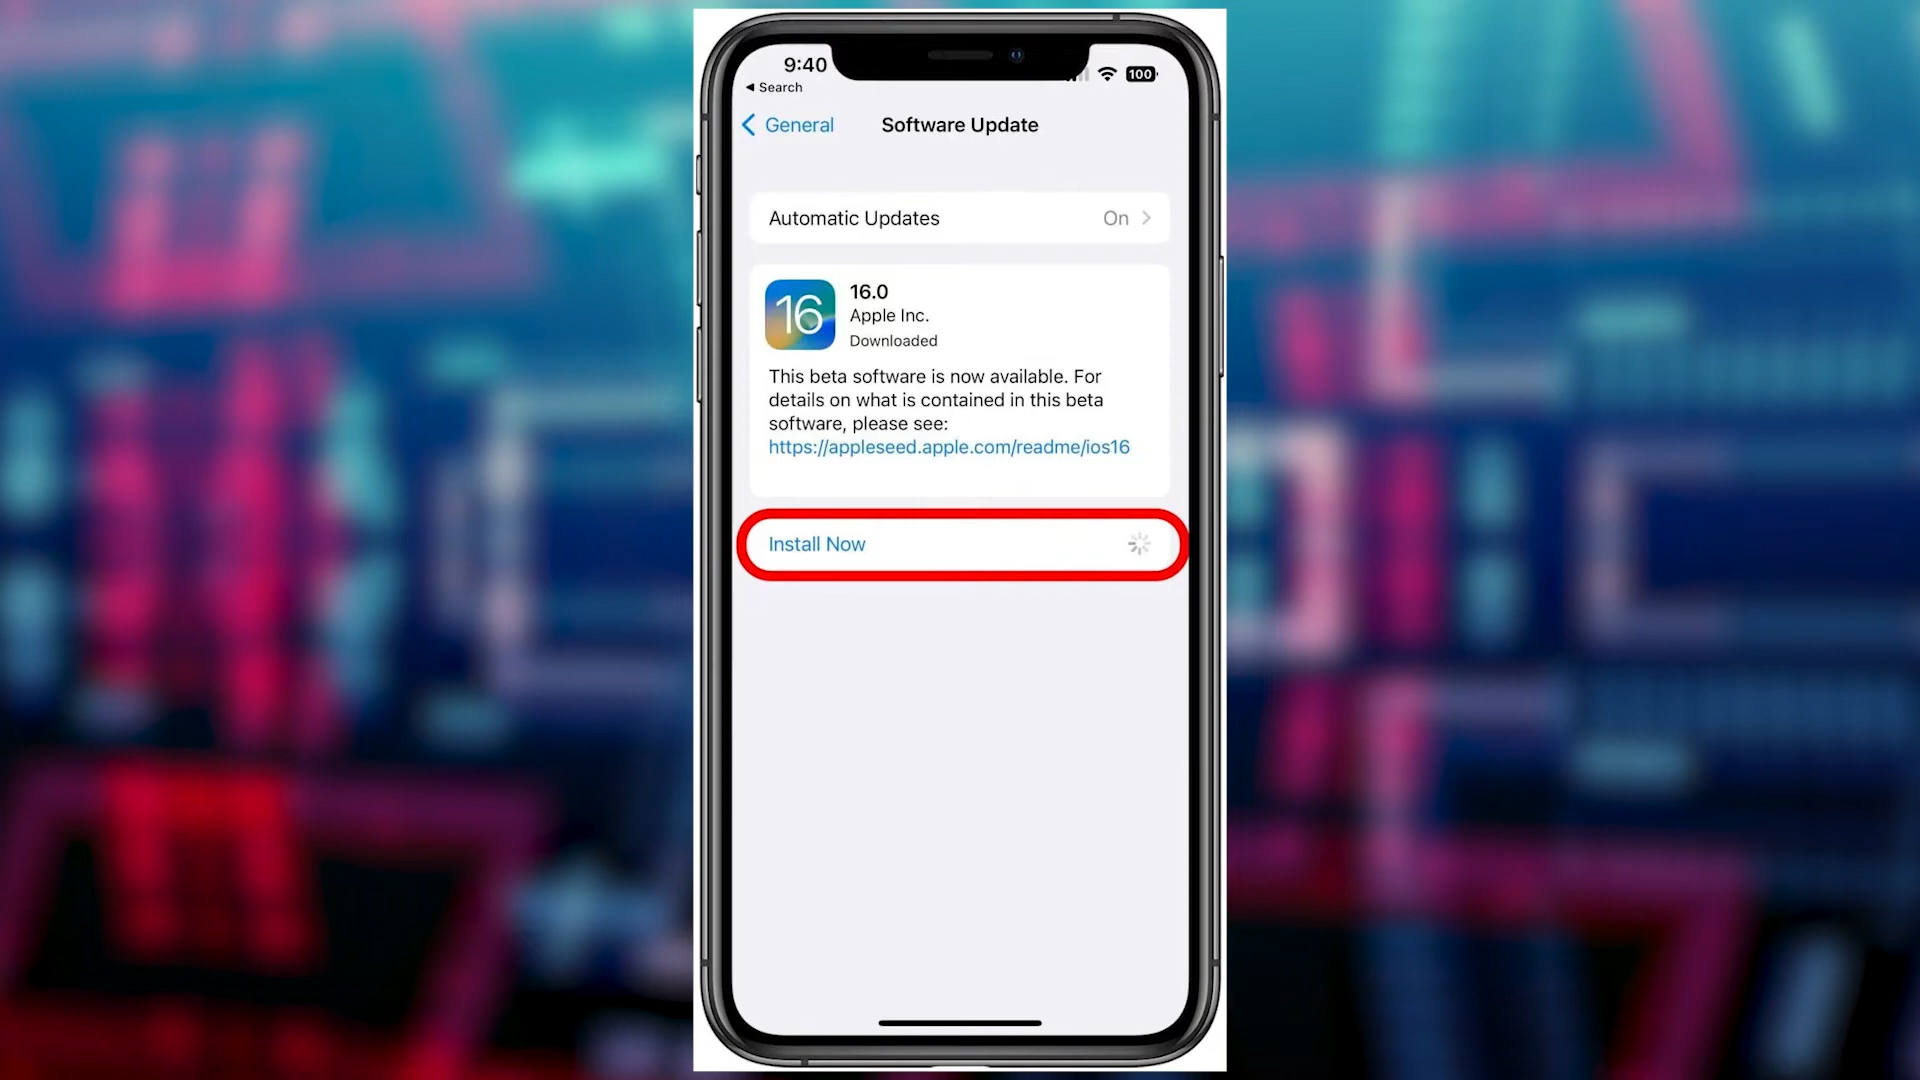 9:40
100
◀ Search
General
Software Update
Automatic Updates
On
16
16.0
Apple Inc.
Downloaded
This beta software is now available. For
details on what is contained in this beta
software, please see:
https://appleseed.apple.com/readme/ios16
Install Now